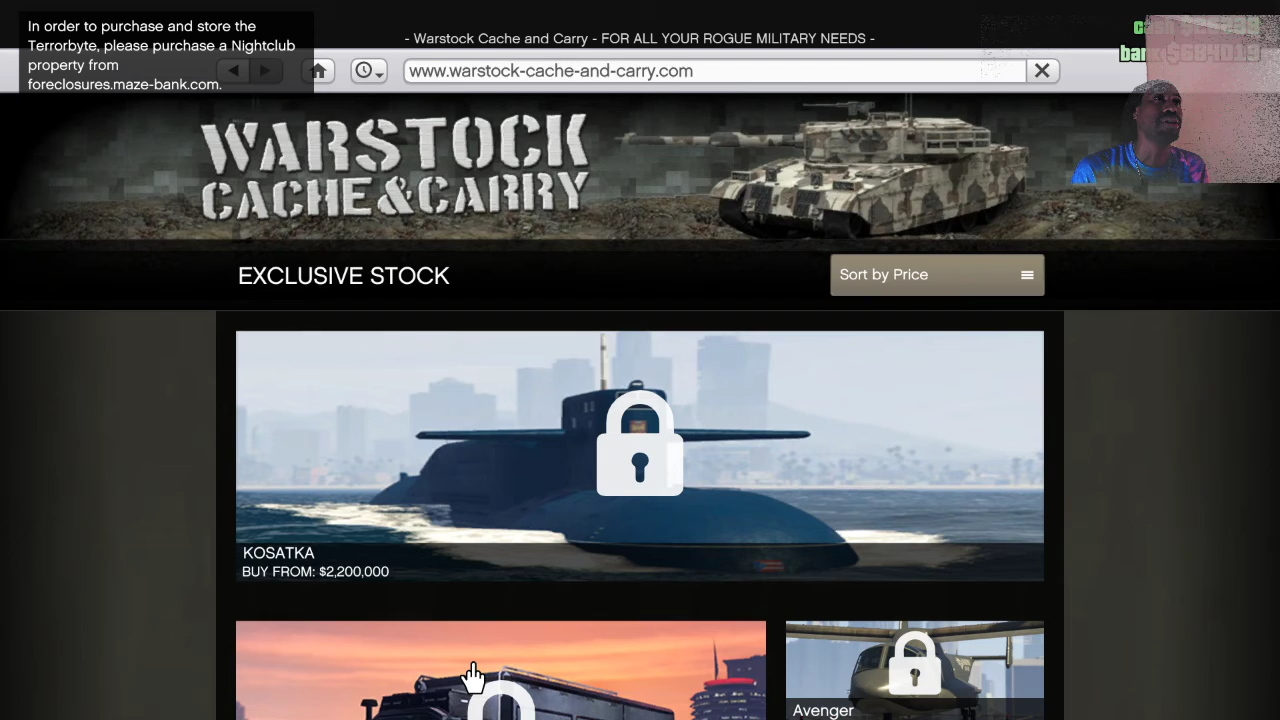 In order to purchase and store the
Terrorbyte, please purchase a Nightclub
property from
foreclosures.maze-bank.com.
- Warstock Cache and Carry - FOR ALL YOUR ROGUE MILITARY NEEDS -
www.warstock-cache-and-carry.com
WARSTOCK
CACHE&CARRY
EXCLUSIVE STOCK
Sort by Price
KOSATKA
BUY FROM: $2,200,000
Avenger